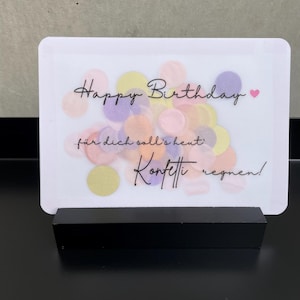 Happy Birthday
für dich soll's heut
Konfetti regnen!